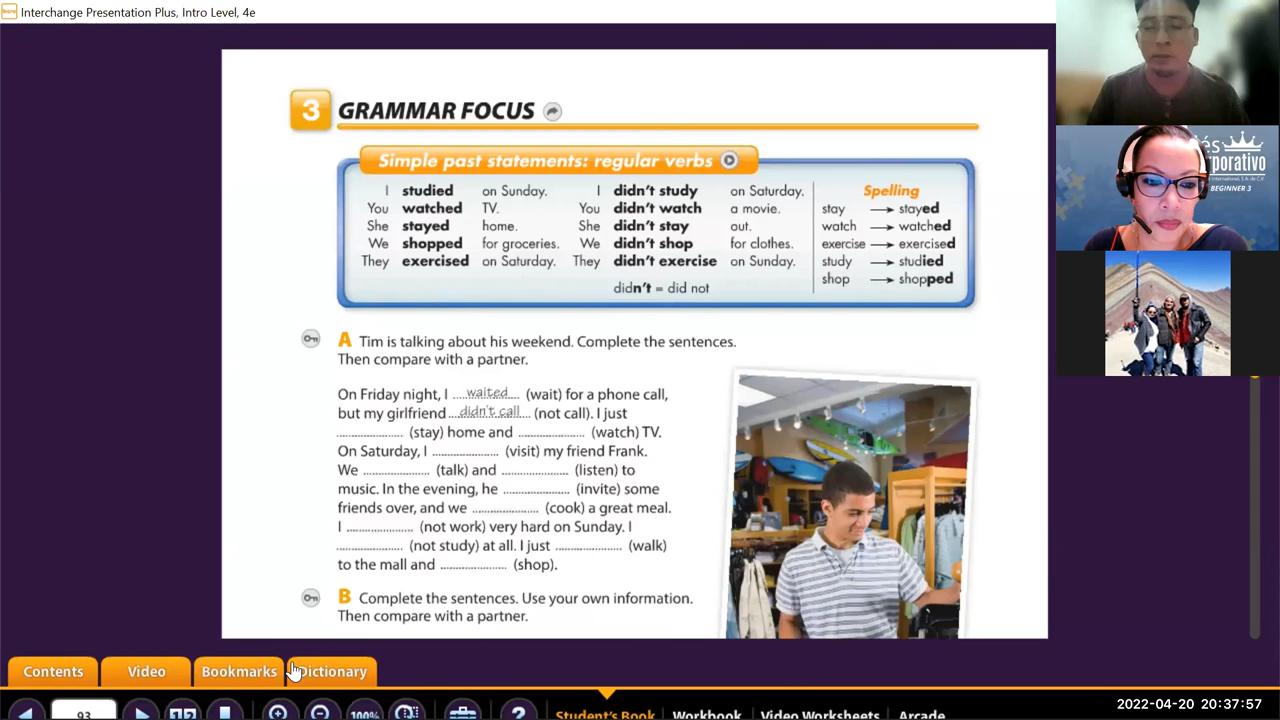 Interchange Presentation Plus, Intro Level, 4e
3 GRAMMAR FOCUS
Simple past statements: regular verbs
I studied on Sunday. I didn't study on Saturday. Spelling
You watched TV. You didn't watch a movie. stay → stayed
She stayed home. She didn't stay out. watch → watched
We shopped for groceries. We didn't shop for clothes. exercise → exercised
They exercised on Saturday. They didn't exercise on Sunday. study → studied
didn't = did not shop → shopped
A Tim is talking about his weekend. Complete the sentences.
Then compare with a partner.
On Friday night, I waited (wait) for a phone call,
but my girlfriend didn't call (not call). I just
(stay) home and (watch) TV.
On Saturday, I (visit) my friend Frank.
We (talk) and (listen) to
music. In the evening, he (invite) some
friends over, and we (cook) a great meal.
I (not work) very hard on Sunday. I
(not study) at all. I just (walk)
to the mall and (shop).
B Complete the sentences. Use your own information.
Then compare with a partner.
BEGINNER 3
Contents Video Bookmarks Dictionary
93 100% ?
Student's Book Workbook Video Worksheets Arcade
2022-04-20 20:37:57